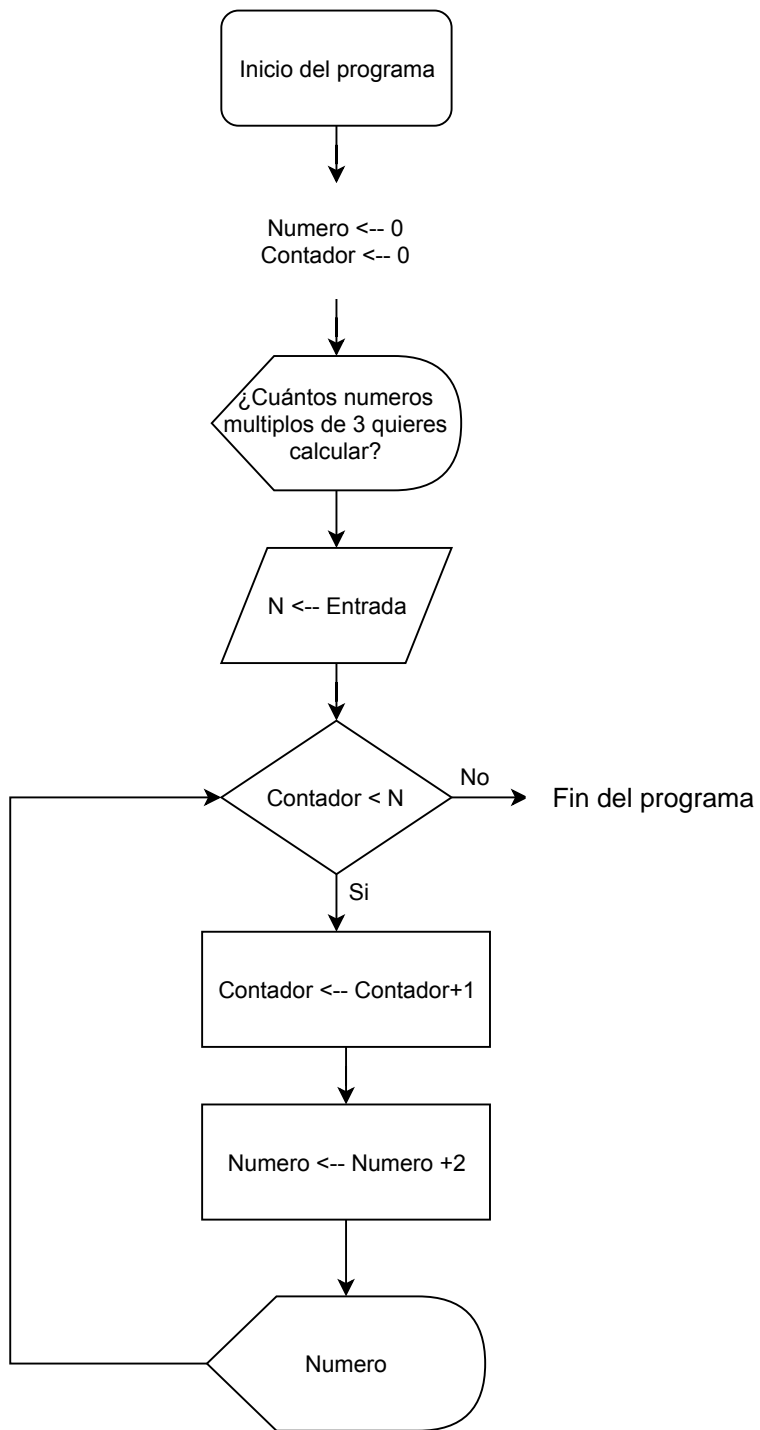 Inicio del programa
Numero <-- 0
Contador <-- 0
¿Cuántos numeros
multiplos de 3 quieres
calcular?
N <-- Entrada
Contador < N
No
Fin del programa
Si
Contador <-- Contador+1
Numero <-- Numero +2
Numero